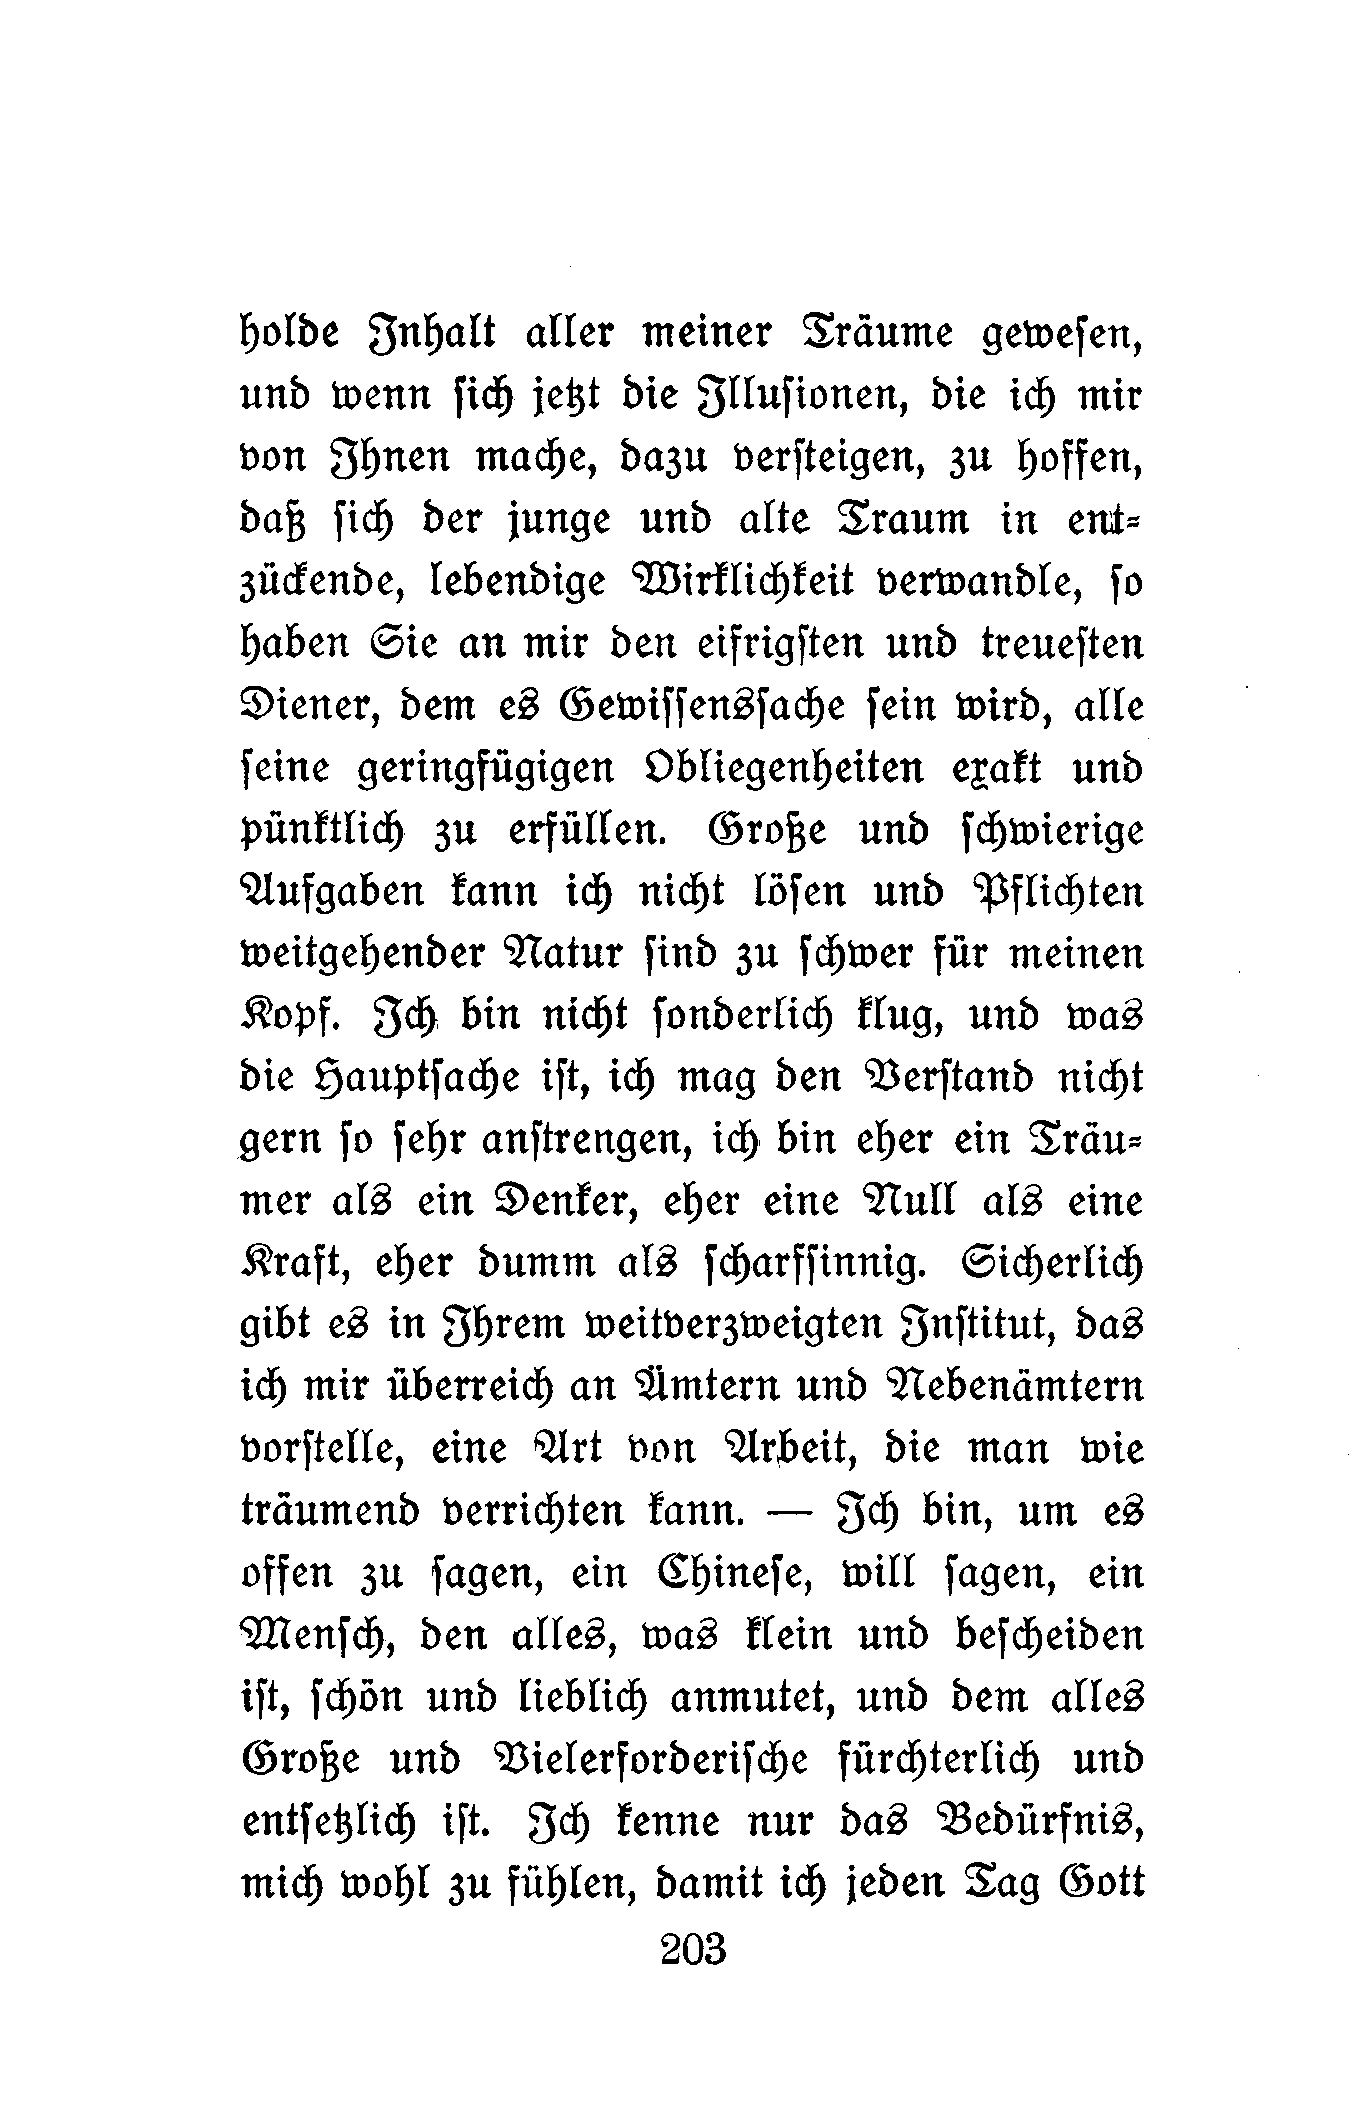 holde Inhalt aller meiner Träume gewesen,
und wenn sich jetzt die Illusionen, die ich mir
von Ihnen mache, dazu versteigen, zu hoffen,
daß sich der junge und alte Traum in ent-
zückende, lebendige Wirklichkeit verwandle, so
haben Sie an mir den eifrigsten und treuesten
Diener, dem es Gewissenssache sein wird, alle
seine geringfügigen Obliegenheiten exakt und
pünktlich zu erfüllen. Große und schwierige
Aufgaben kann ich nicht lösen und Pflichten
weitgehender Natur sind zu schwer für meinen
Kopf. Ich bin nicht sonderlich klug, und was
die Hauptsache ist, ich mag den Verstand nicht
gern so sehr anstrengen, ich bin eher ein Träu-
mer als ein Denker, eher eine Null als eine
Kraft, eher dumm als scharfsinnig. Sicherlich
gibt es in Ihrem weitverzweigten Institut, das
ich mir überreich an Ämtern und Nebenämtern
vorstelle, eine Art von Arbeit, die man wie
träumend verrichten kann. — Ich bin, um es
offen zu sagen, ein Chinese, will sagen, ein
Mensch, den alles, was klein und bescheiden
ist, schön und lieblich anmutet, und dem alles
Große und Vielerforderische fürchterlich und
entsetzlich ist. Ich kenne nur das Bedürfnis,
mich wohl zu fühlen, damit ich jeden Tag Gott
203